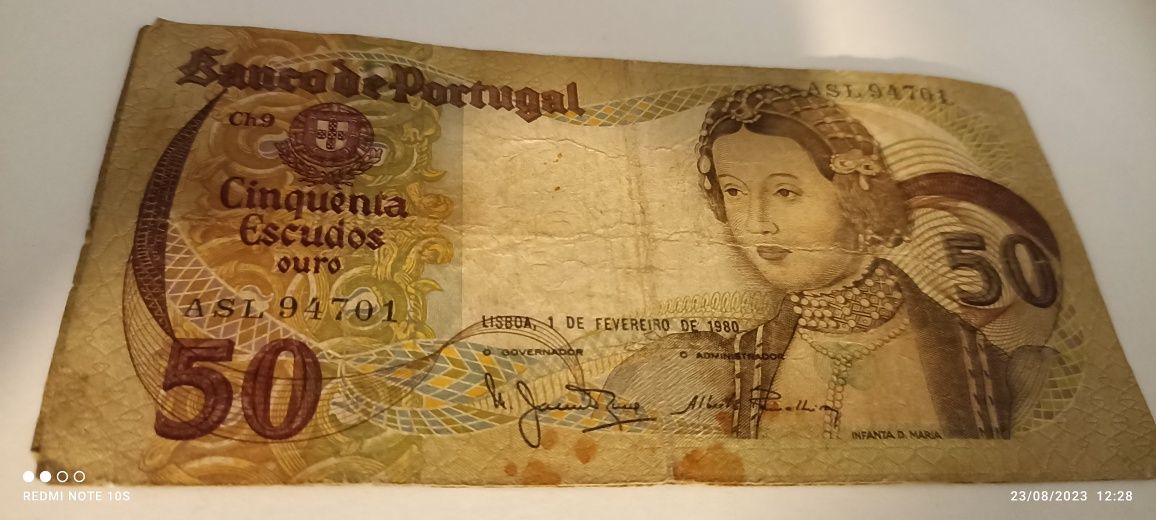 Banco de Portugal
ASL 94701
Ch.9
Cinquenta
Escudos
ouro
50
ASL 94701
LISBOA, 1 DE FEVEREIRO DE 1980
O GOVERNADOR
O ADMINISTRADOR
50
INFANTA D. MARIA
REDMI NOTE 10S
23/08/2023 12:28